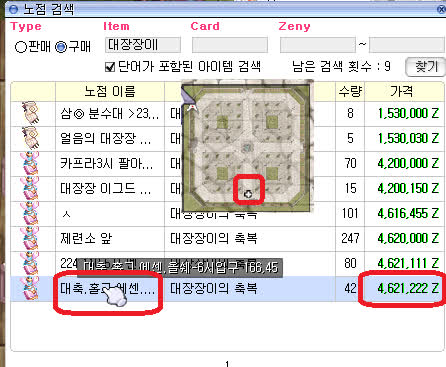 노점 검색
Type Item Card Zeny
판매 구매 대장장이 ~
단어가 포함된 아이템 검색 남은 검색 횟수 : 9 찾기
노점 이름 수량 가격
삽◎ 분수대 >23,... 대 8 1,530,000 Z
얼음의 대장장 ... 대 5 1,530,030 Z
카프라3시 팔아... 대 70 4,200,000 Z
대장장 이그드 ... 대 15 4,200,150 Z
ㅅ 대장장이의 축복 101 4,616,455 Z
제련소 앞 대장장이의 축복 247 4,620,000 Z
224 80 4,621,111 Z
대축,홀고,에센,올쉐-6시입구 166,45
대축,홀고,에센,... 대장장이의 축복 42 4,621,222 Z
1